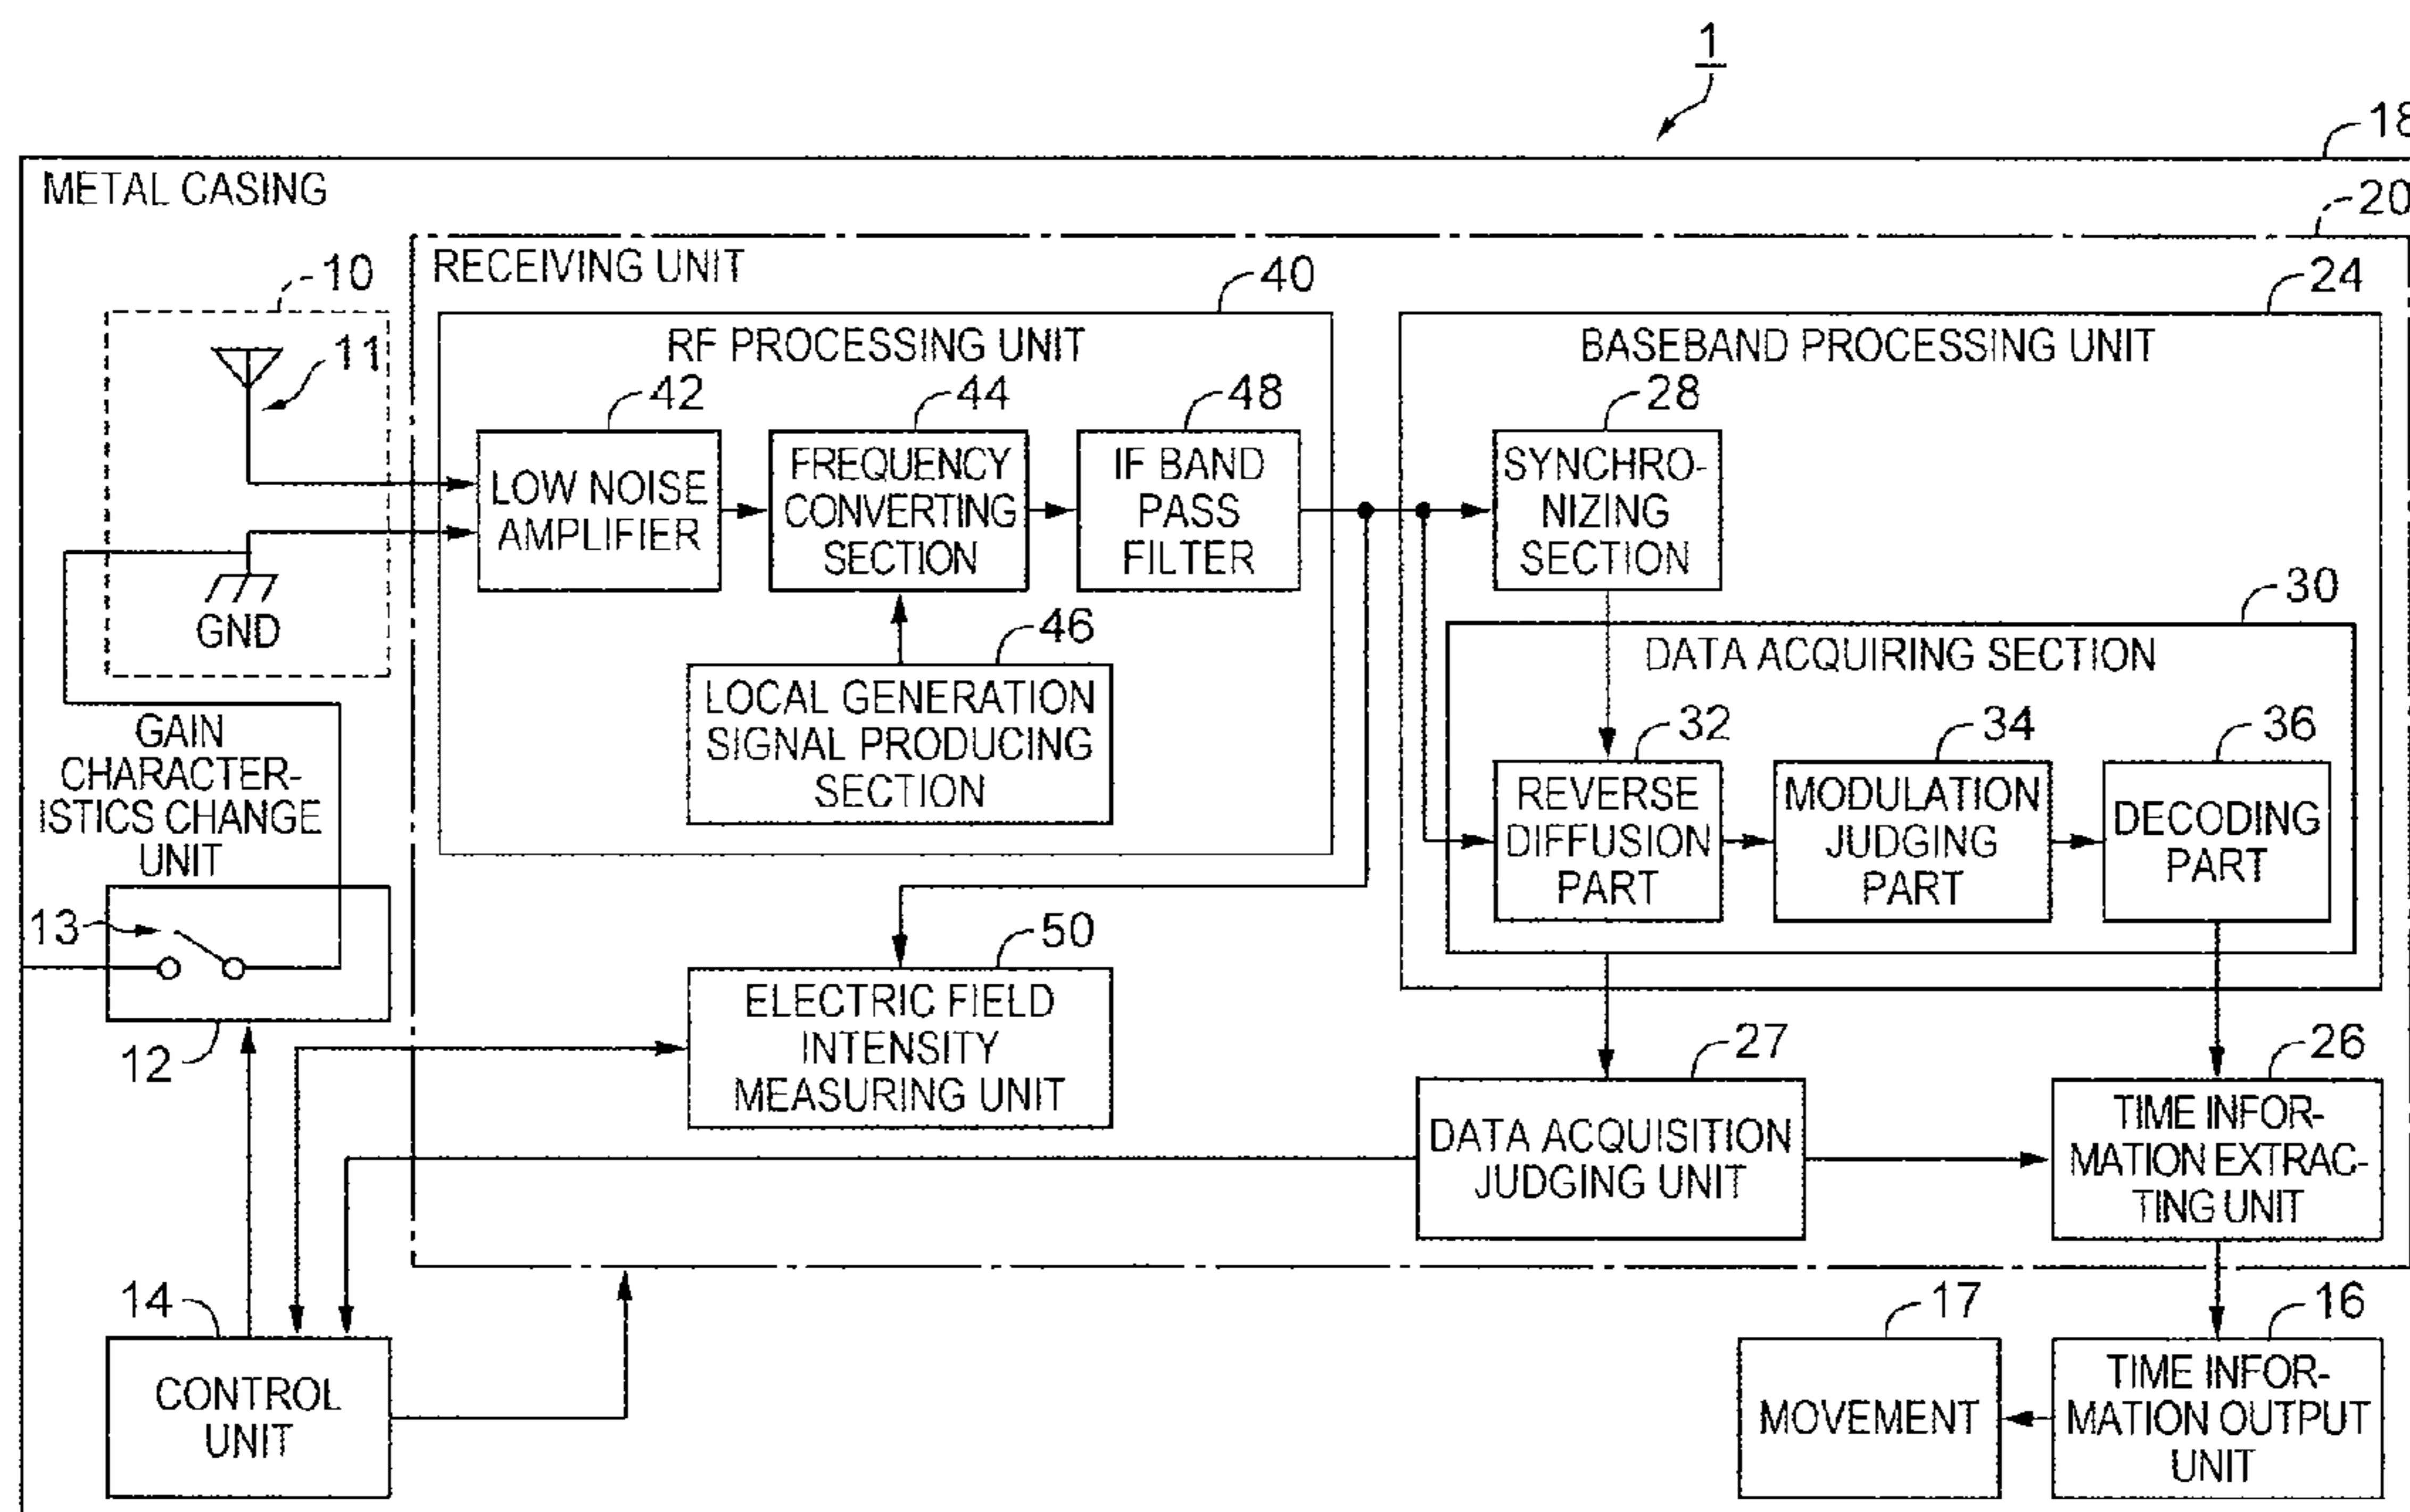 1
18
METAL CASING
20
RECEIVING UNIT
10
40
24
11
RF PROCESSING UNIT
BASEBAND PROCESSING UNIT
42
44
48
28
LOW NOISE
AMPLIFIER
FREQUENCY
CONVERTING
SECTION
IF BAND
PASS
FILTER
SYNCHRO-
NIZING
SECTION
GND
46
30
LOCAL GENERATION
SIGNAL PRODUCING
SECTION
DATA ACQUIRING SECTION
GAIN
CHARACTER-
ISTICS CHANGE
UNIT
32
34
36
REVERSE
DIFFUSION
PART
MODULATION
JUDGING
PART
DECODING
PART
13
12
50
ELECTRIC FIELD
INTENSITY
MEASURING UNIT
27
26
DATA ACQUISITION
JUDGING UNIT
TIME INFOR-
MATION EXTRAC-
TING UNIT
14
17
16
CONTROL
UNIT
MOVEMENT
TIME INFOR-
MATION OUTPUT
UNIT